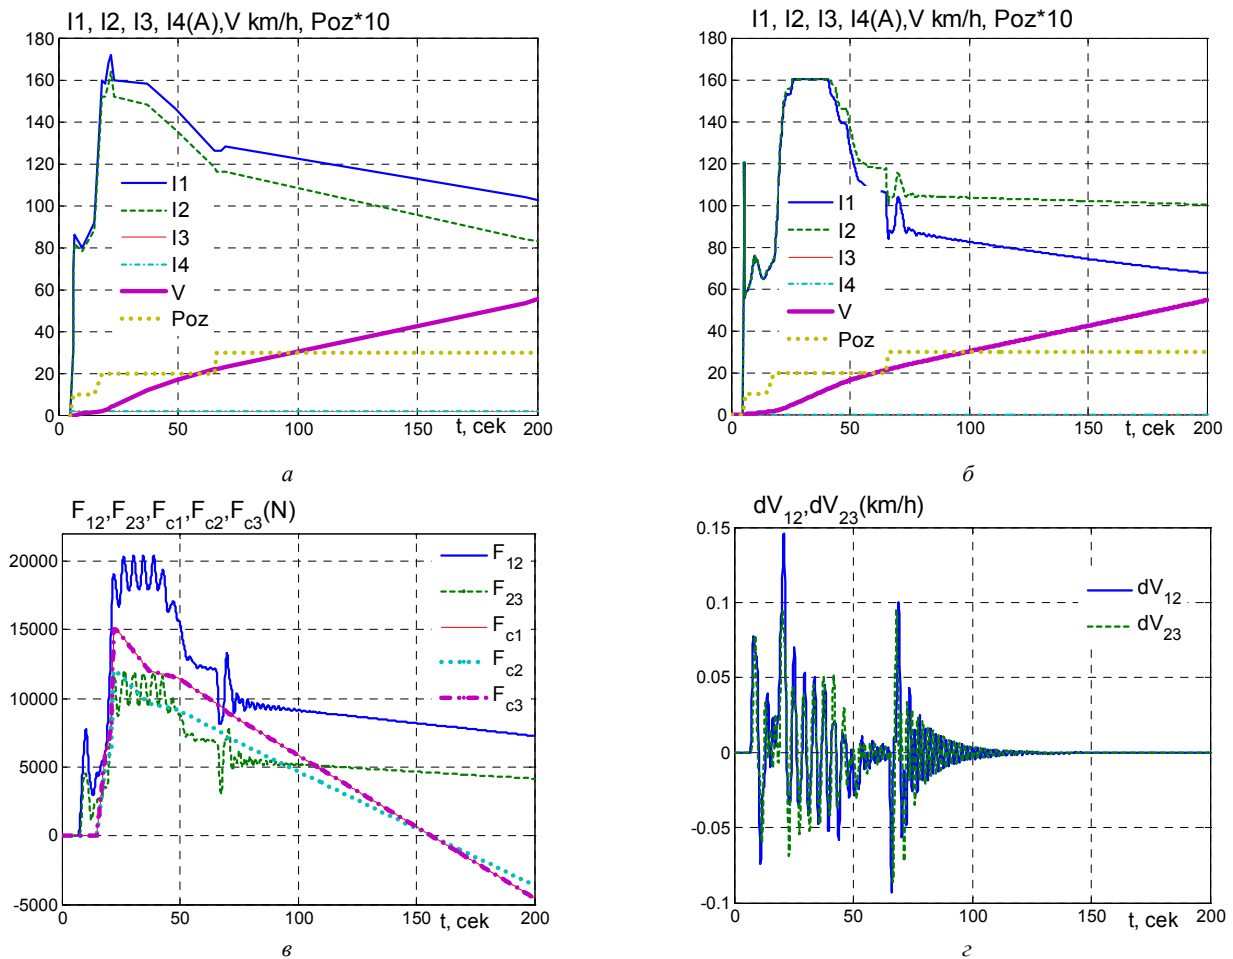 I1, I2, I3, I4(A),V km/h, Poz*10
180
160
140
120
100
80
60
40
20
0
I1
I2
I3
I4
V
Poz
0 50 100 150 200
t, сек
а
I1, I2, I3, I4(A),V km/h, Poz*10
180
160
140
120
100
80
60
40
20
0
I1
I2
I3
I4
V
Poz
0 50 100 150 200
t, сек
б
F12,F23,Fc1,Fc2,Fc3(N)
20000
15000
10000
5000
0
-5000
F12
F23
Fc1
Fc2
Fc3
0 50 100 150 200
t, сек
в
dV12,dV23(km/h)
0.15
0.1
0.05
0
-0.05
-0.1
dV12
dV23
0 50 100 150 200
t, сек
г